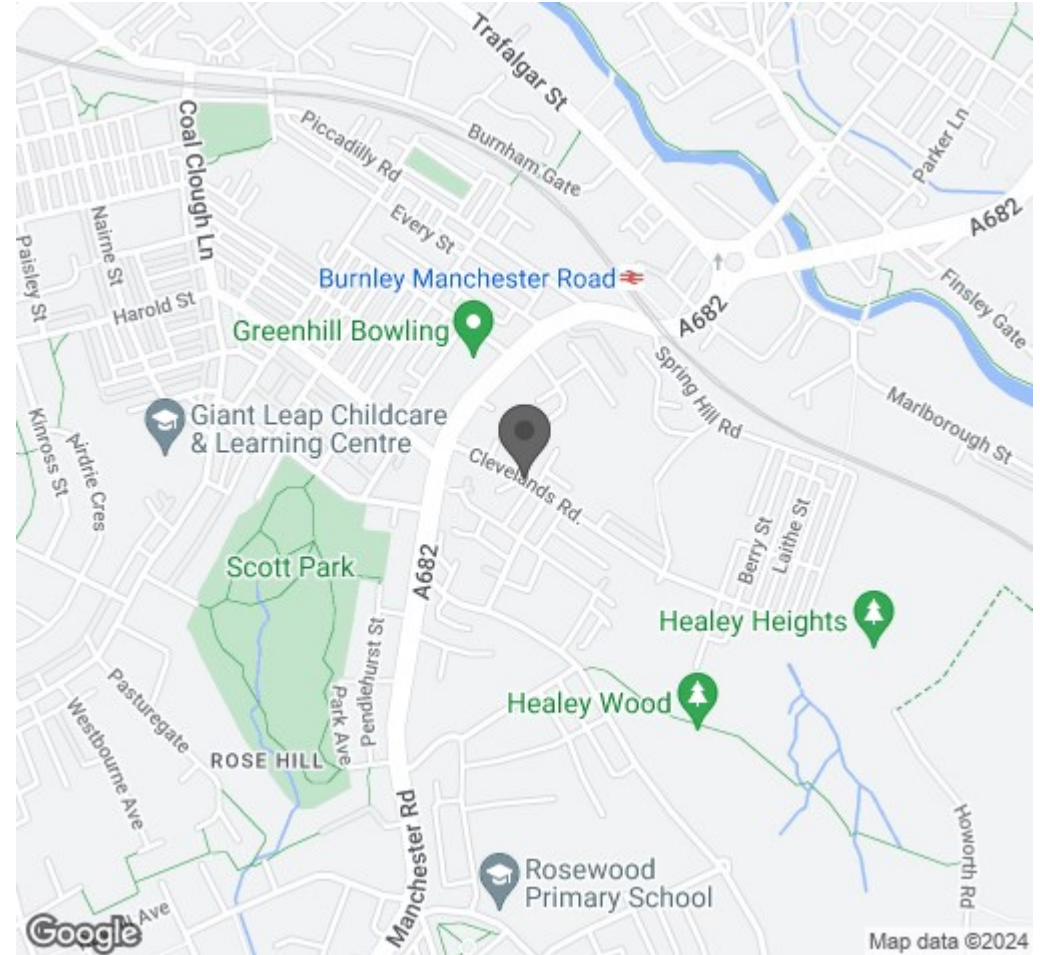 Trafalgar St
Coal Clough Ln
Piccadilly Rd
Burnham Gate
Parker Ln
Nairne St
Every St
A682
Paisley St
Burnley Manchester Road
Finsley Gate
Harold St
A682
Greenhill Bowling
Spring Hill Rd
Marlborough St
Giant Leap Childcare
& Learning Centre
Kinross St
Airdrie Cres
Clevelands Rd.
Scott Park
A682
Berry St
Laithe St
Healey Heights
Pendlehurst St
Healey Wood
Pasturegate
Park Ave
Westbourne Ave
ROSE HILL
Manchester Rd
Howorth Rd
Rosewood
Primary School
Ave
Google
Map data ©2024